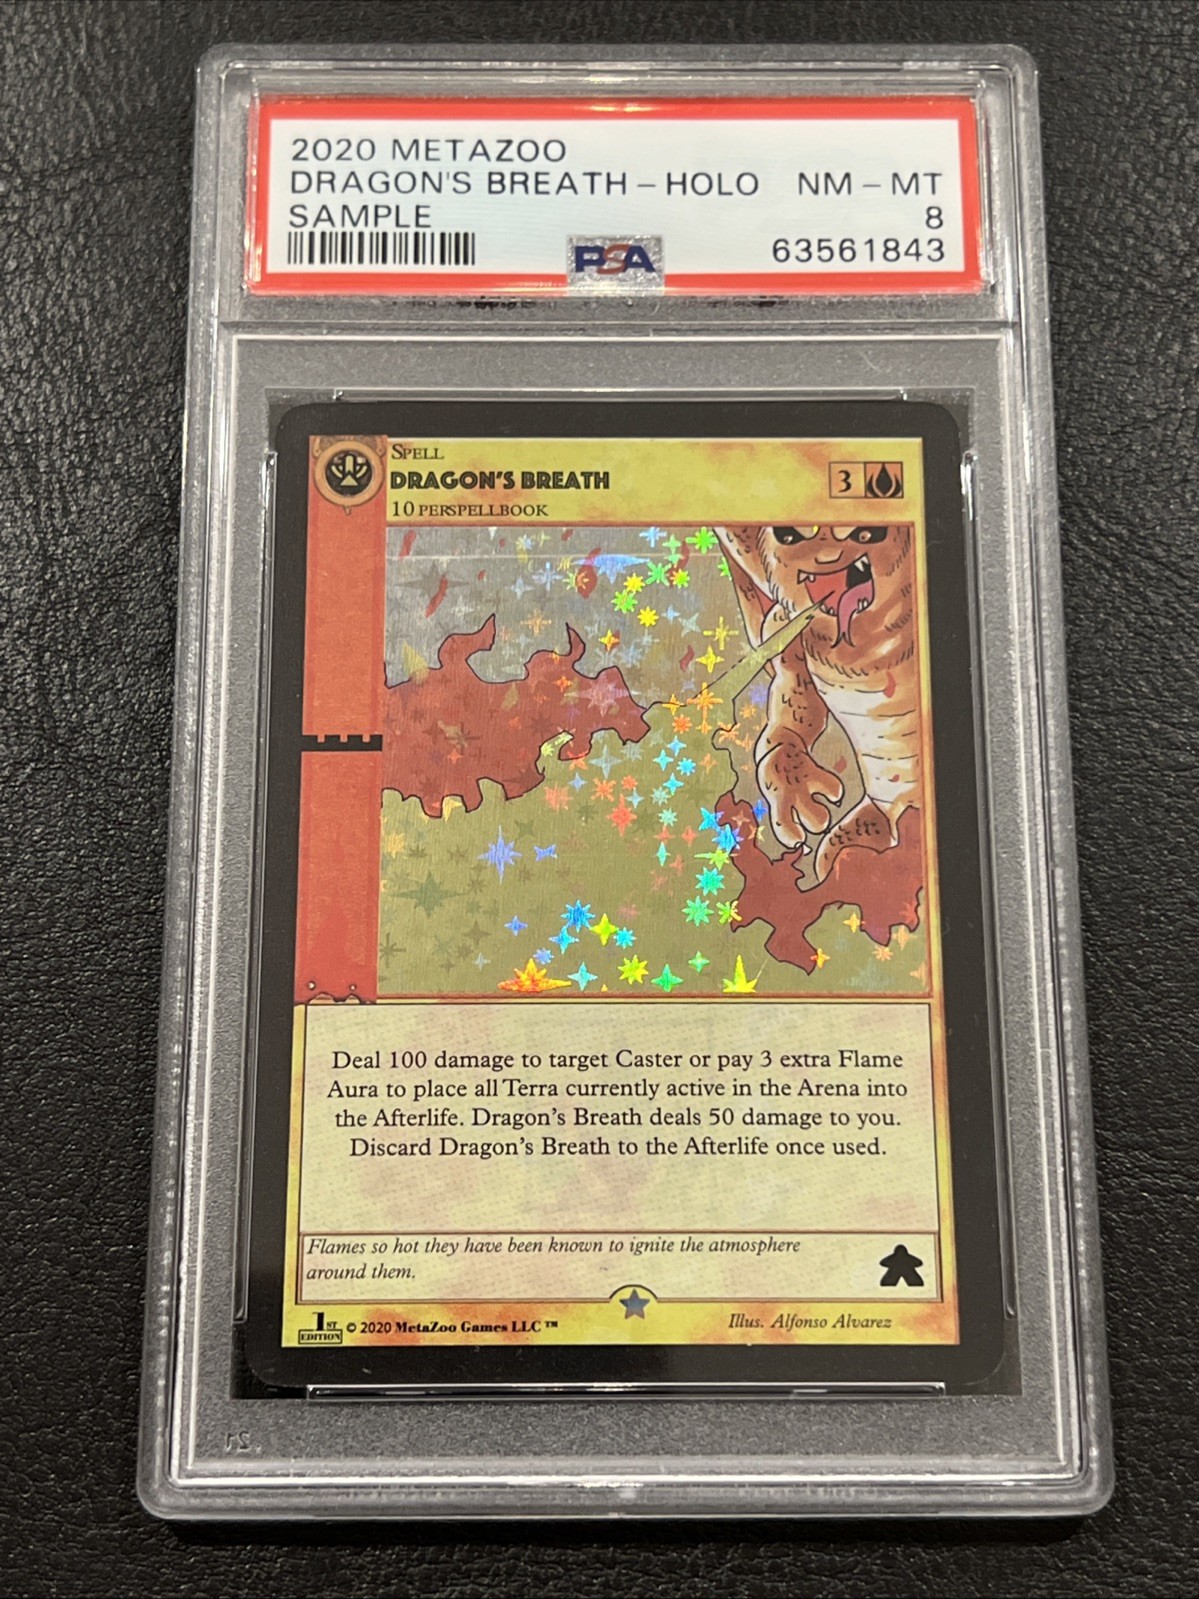 2020 METAZOO
DRAGON'S BREATH - HOLO NM - MT
SAMPLE 8
PSA 63561843
SPELL
DRAGON'S BREATH
10 PERSPELLBOOK
3
Deal 100 damage to target Caster or pay 3 extra Flame
Aura to place all Terra currently active in the Arena into
the Afterlife. Dragon's Breath deals 50 damage to you.
Discard Dragon's Breath to the Afterlife once used.
Flames so hot they have been known to ignite the atmosphere
around them.
1ST EDITION © 2020 MetaZoo Games LLC ™ Illus. Alfonso Alvarez